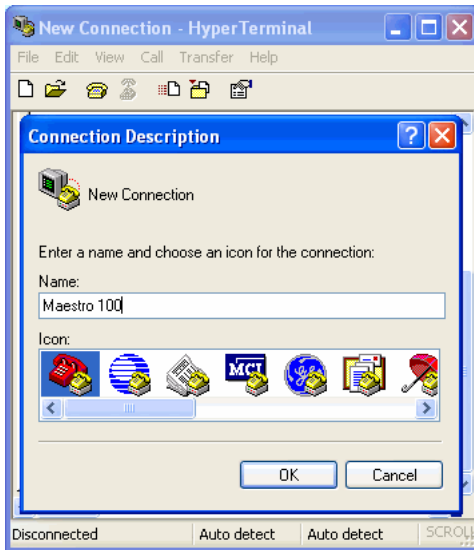 New Connection - HyperTerminal
File Edit View Call Transfer Help
Connection Description
New Connection
Enter a name and choose an icon for the connection:
Name:
Maestro 100
Icon:
MCI
OK Cancel
Disconnected Auto detect Auto detect SCROLL